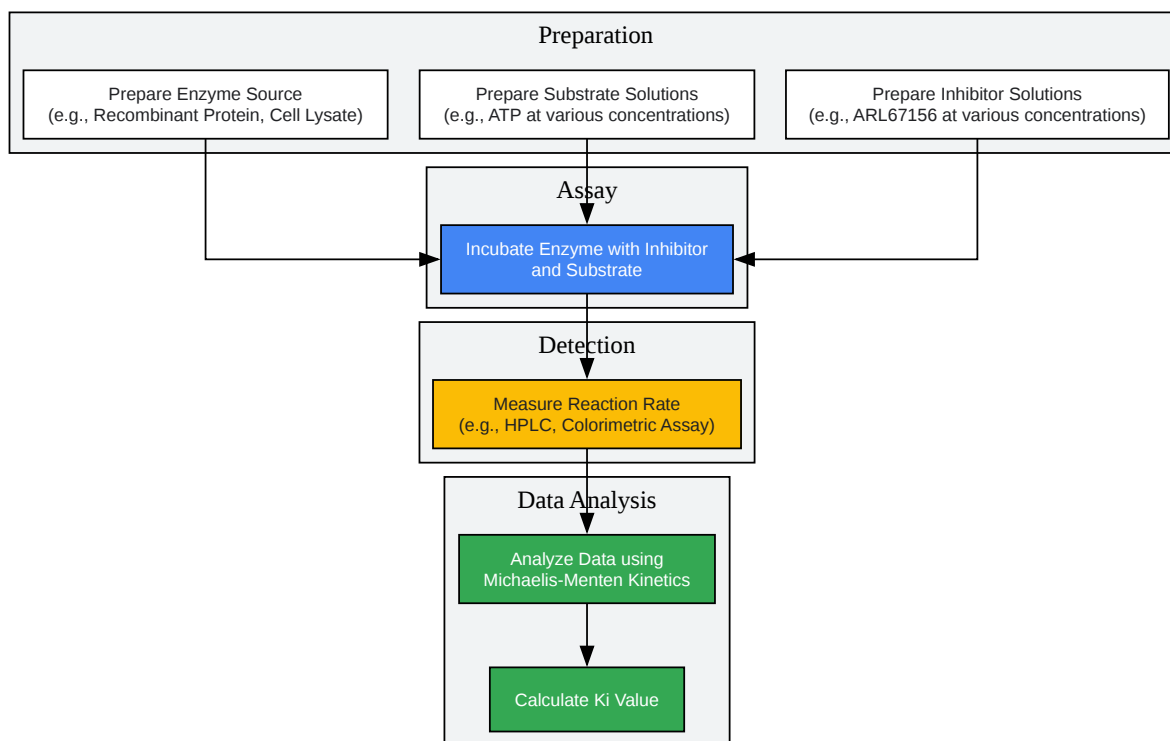 Preparation
Prepare Enzyme Source
(e.g., Recombinant Protein, Cell Lysate)
Prepare Substrate Solutions
(e.g., ATP at various concentrations)
Prepare Inhibitor Solutions
(e.g., ARL67156 at various concentrations)
Assay
Incubate Enzyme with Inhibitor
and Substrate
Detection
Measure Reaction Rate
(e.g., HPLC, Colorimetric Assay)
Data Analysis
Analyze Data using
Michaelis-Menten Kinetics
Calculate Ki Value